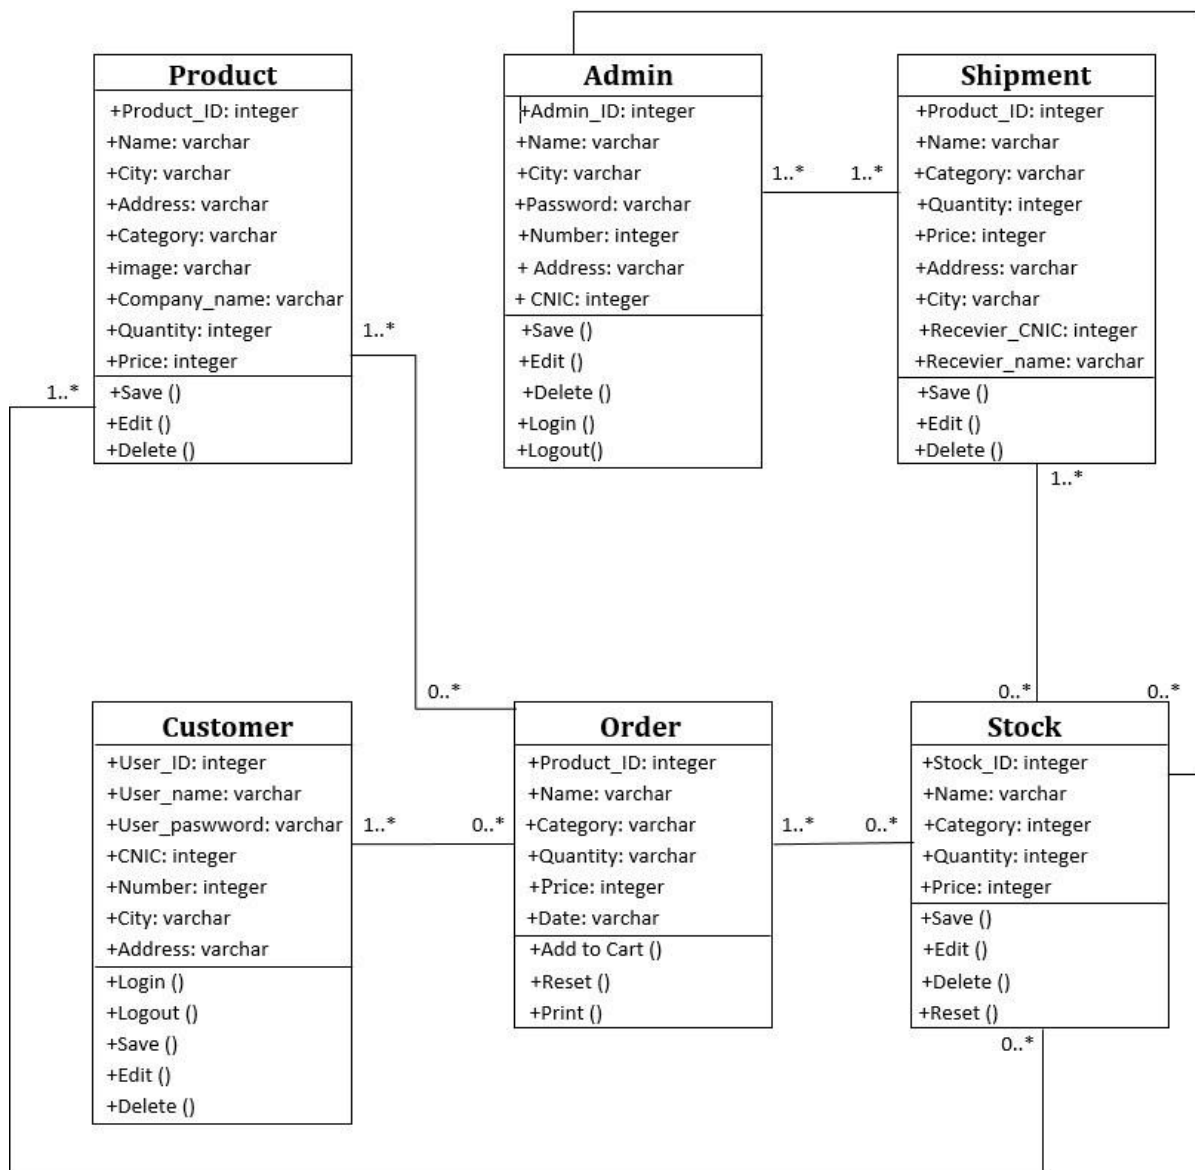 Product
+Product_ID: integer
+Name: varchar
+City: varchar
+Address: varchar
+Category: varchar
+image: varchar
+Company_name: varchar
+Quantity: integer
+Price: integer
+Save ()
+Edit ()
+Delete ()
1..*
1..*
Admin
+Admin_ID: integer
+Name: varchar
+City: varchar
+Password: varchar
+Number: integer
+ Address: varchar
+ CNIC: integer
+Save ()
+Edit ()
+Delete ()
+Login ()
+Logout()
1..*
1..*
Shipment
+Product_ID: integer
+Name: varchar
+Category: varchar
+Quantity: integer
+Price: integer
+Address: varchar
+City: varchar
+Recevier_CNIC: integer
+Recevier_name: varchar
+Save ()
+Edit ()
+Delete ()
1..*
0..*
0..*
0..*
Customer
+User_ID: integer
+User_name: varchar
+User_paswword: varchar
+CNIC: integer
+Number: integer
+City: varchar
+Address: varchar
+Login ()
+Logout ()
+Save ()
+Edit ()
+Delete ()
1..*
0..*
Order
+Product_ID: integer
+Name: varchar
+Category: varchar
+Quantity: varchar
+Price: integer
+Date: varchar
+Add to Cart ()
+Reset ()
+Print ()
1..*
0..*
Stock
+Stock_ID: integer
+Name: varchar
+Category: integer
+Quantity: integer
+Price: integer
+Save ()
+Edit ()
+Delete ()
+Reset ()
0..*